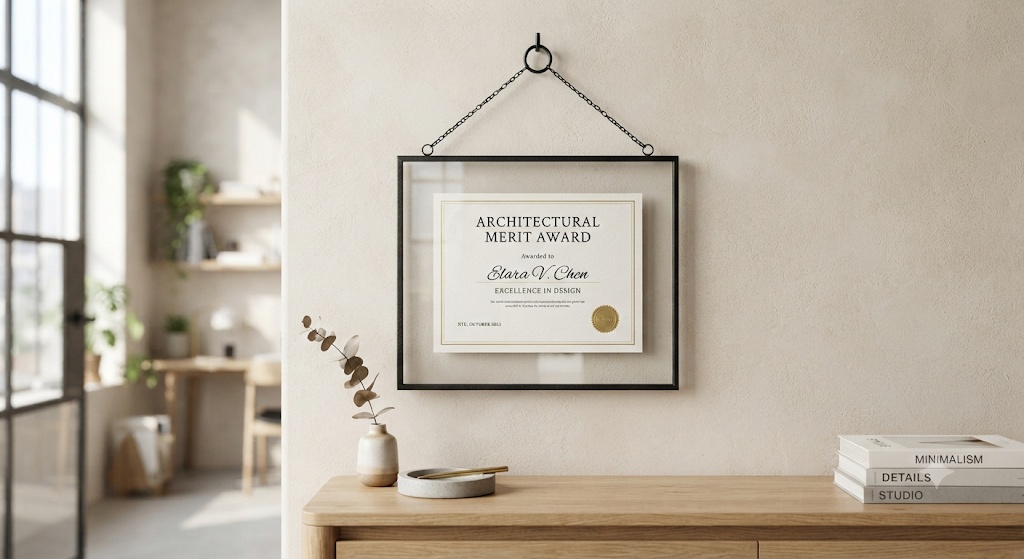 ARCHITECTURAL
MERIT AWARD
Awarded to
Elara V. Chen
EXCELLENCE IN DSSIGN
MINIMALISM
DETAILS
STUDIO